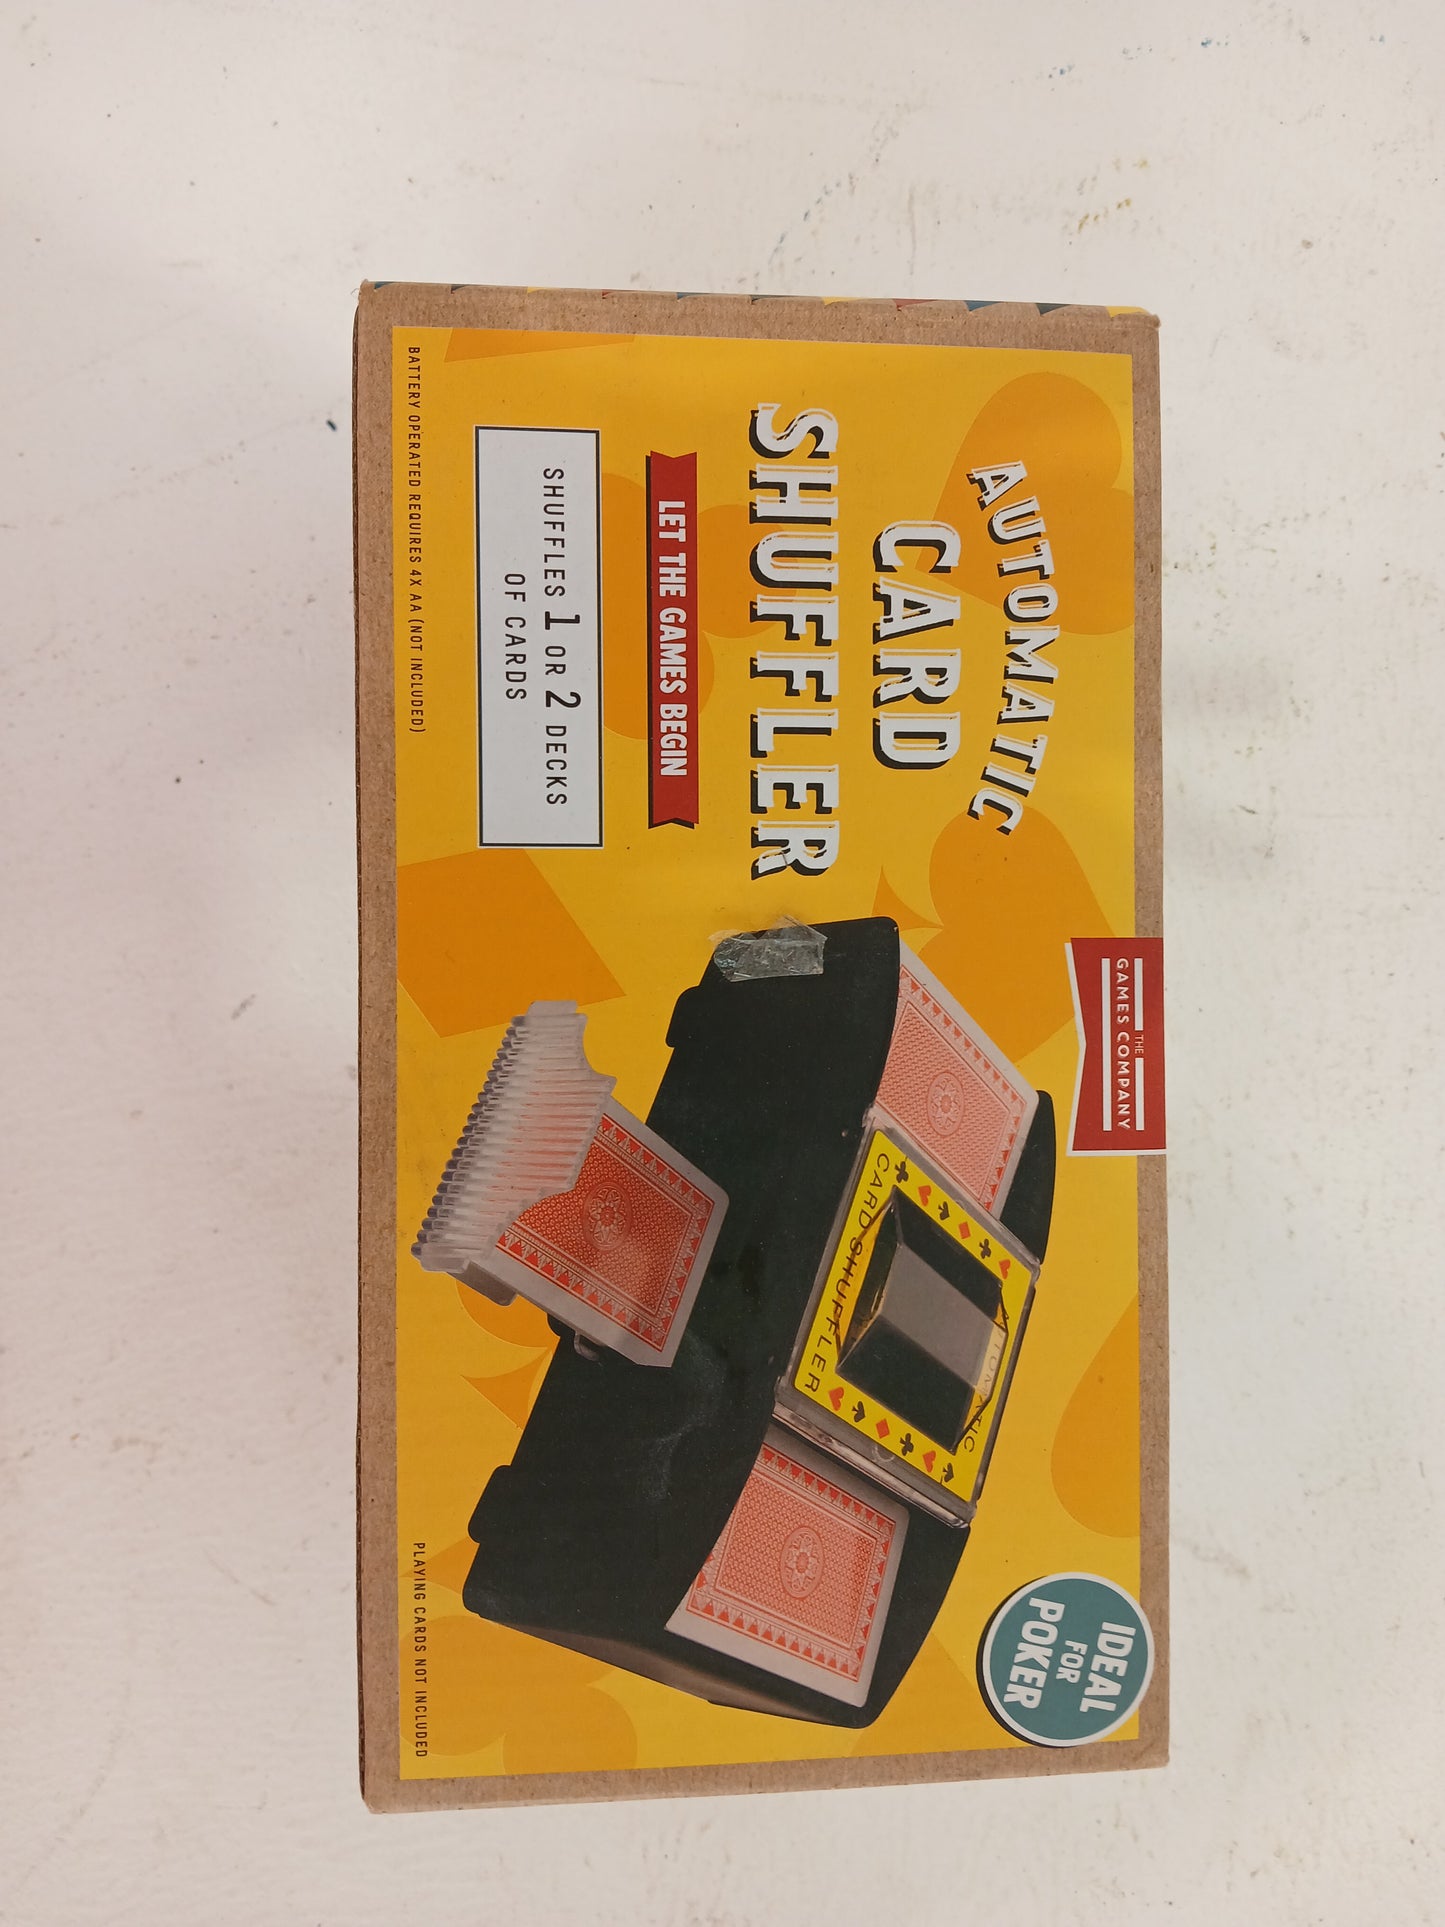 THE
GAMES COMPANY
AUTOMATIC
CARD
SHUFFLER
LET THE GAMES BEGIN
SHUFFLES 1 OR 2 DECKS
OF CARDS
BATTERY OPERATED REQUIRES 4X AA (NOT INCLUDED)
IDEAL
FOR
POKER
AUTOMATIC
CARD SHUFFLER
PLAYING CARDS NOT INCLUDED